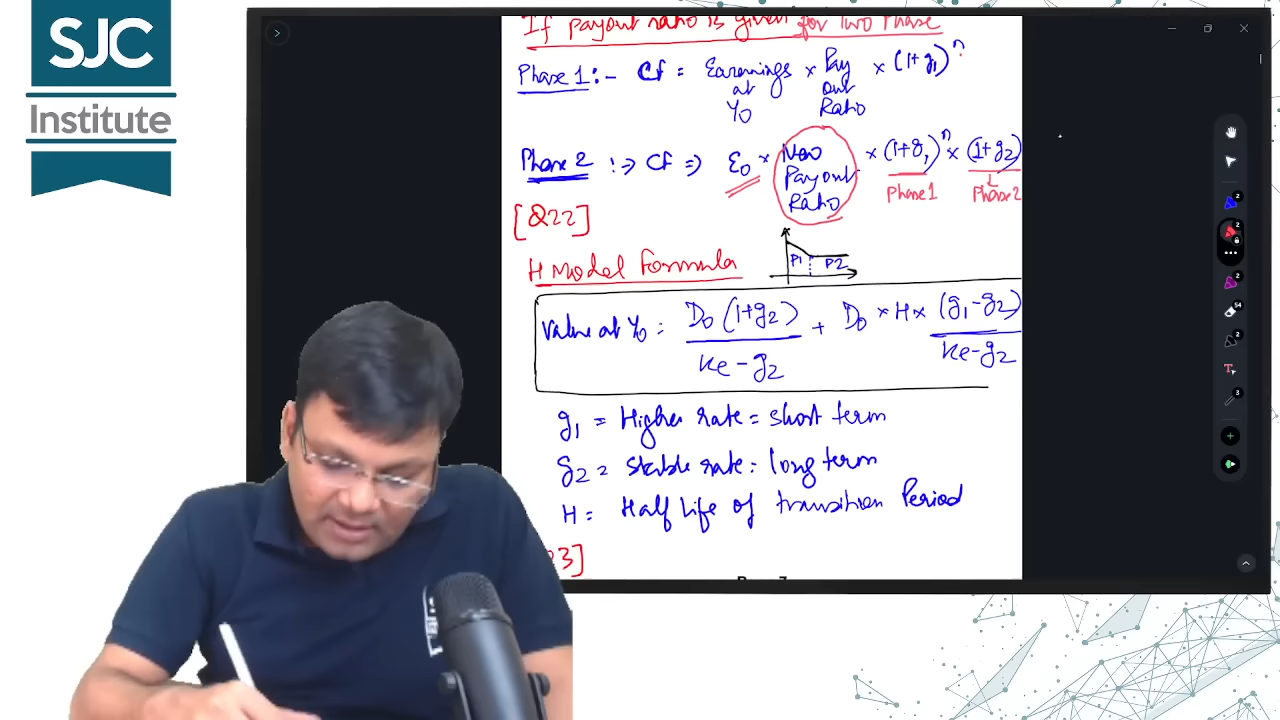 SJC
Institute
If payout ratio is given for Two Phase
Phase 1 :- Cf = Earnings at Y0 × Pay out Ratio × (1+g1)^n
Phase 2 :→ Cf ⇒ E0 × New Payout Ratio × (1+g1)^n × (1+g2)
Phase 1 Phase 2
[Q22]
H Model Formula
P1 P2
Value at Y0 = D0 (1+g2) / (Ke - g2) + D0 × H × (g1-g2) / (Ke-g2)
g1 = Higher rate = short term
g2 = Stable rate = long term
H = Half Life of transition Period
3]